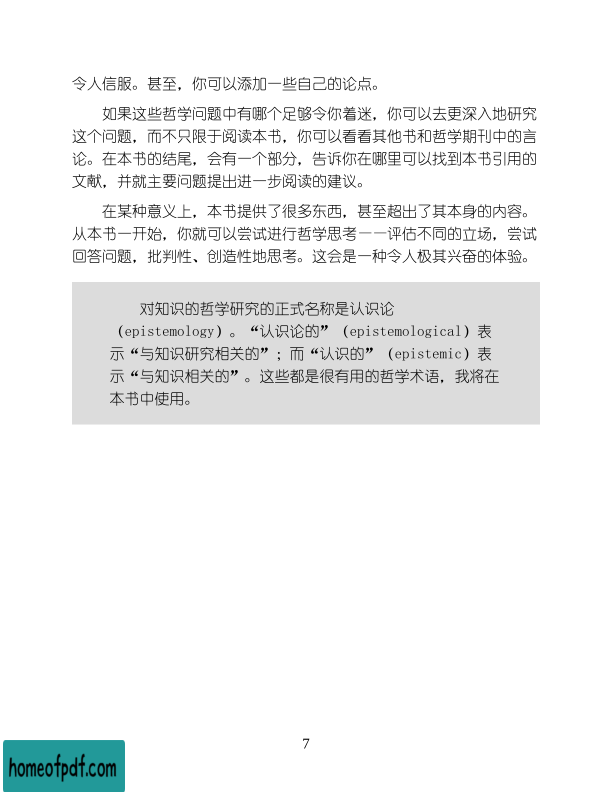 令人信服。甚至，你可以添加一些自己的论点。
如果这些哲学问题中有哪个足够令你着迷，你可以去更深入地研究
这个问题，而不只限于阅读本书，你可以看看其他书和哲学期刊中的言
论。在本书的结尾，会有一个部分，告诉你在哪里可以找到本书引用的
文献，并就主要问题提出进一步阅读的建议。
在某种意义上，本书提供了很多东西，甚至超出了其本身的内容。
从本书一开始，你就可以尝试进行哲学思考——评估不同的立场，尝试
回答问题，批判性、创造性地思考。这会是一种令人极其兴奋的体验。
对知识的哲学研究的正式名称是认识论
（epistemology）。“认识论的”（epistemological）表
示“与知识研究相关的”；而“认识的”（epistemic）表
示“与知识相关的”。这些都是很有用的哲学术语，我将在
本书中使用。
7
homeofpdf.com